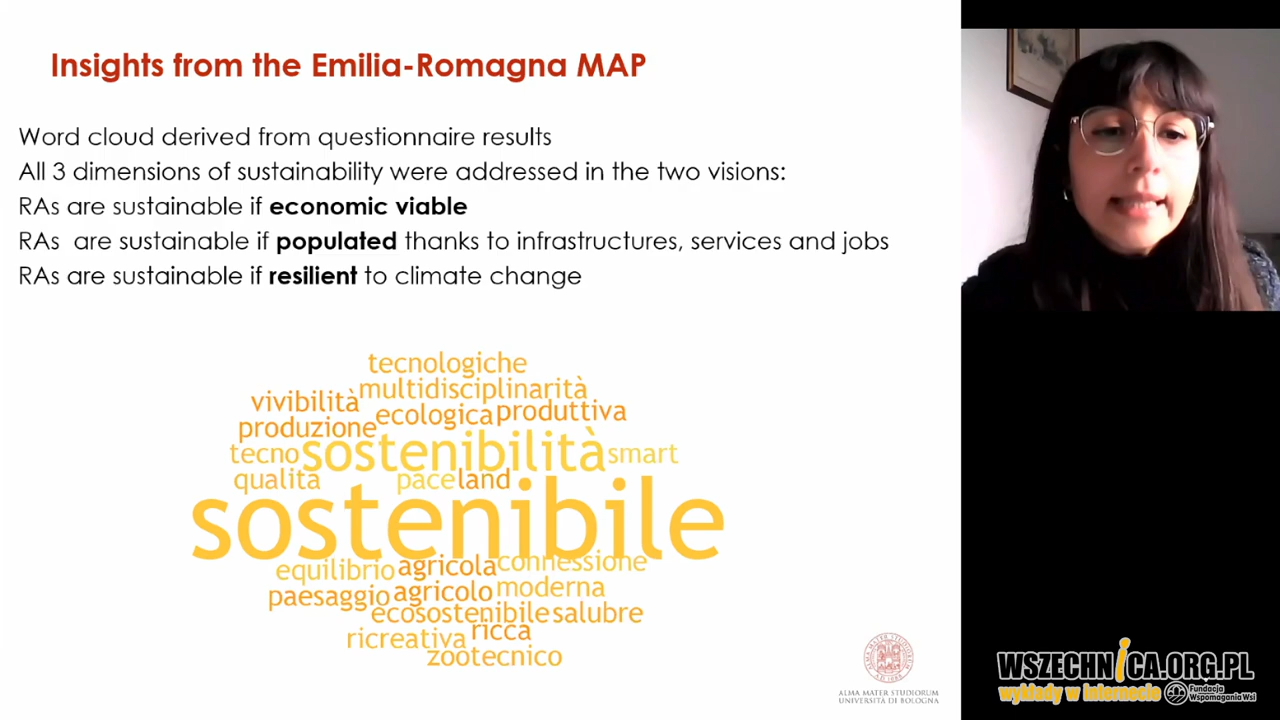 Insights from the Emilia-Romagna MAP
Word cloud derived from questionnaire results
All 3 dimensions of sustainability were addressed in the two visions:
RAs are sustainable if economic viable
RAs are sustainable if populated thanks to infrastructures, services and jobs
RAs are sustainable if resilient to climate change
tecnologiche
multidisciplinarità
vivibilità
ecologica produttiva
produzione
tecno sostenibilità smart
qualita pace land
sostenibile
equilibrio agricola connessione
paesaggio agricolo moderna
ecosostenibile salubre
ricreativa ricca
zootecnico
ALMA MATER STUDIORUM
UNIVERSITÀ DI BOLOGNA
WSZECHNICA.ORG.PL
wykłady w internecie
Fundacja
Wspomagania Wsi